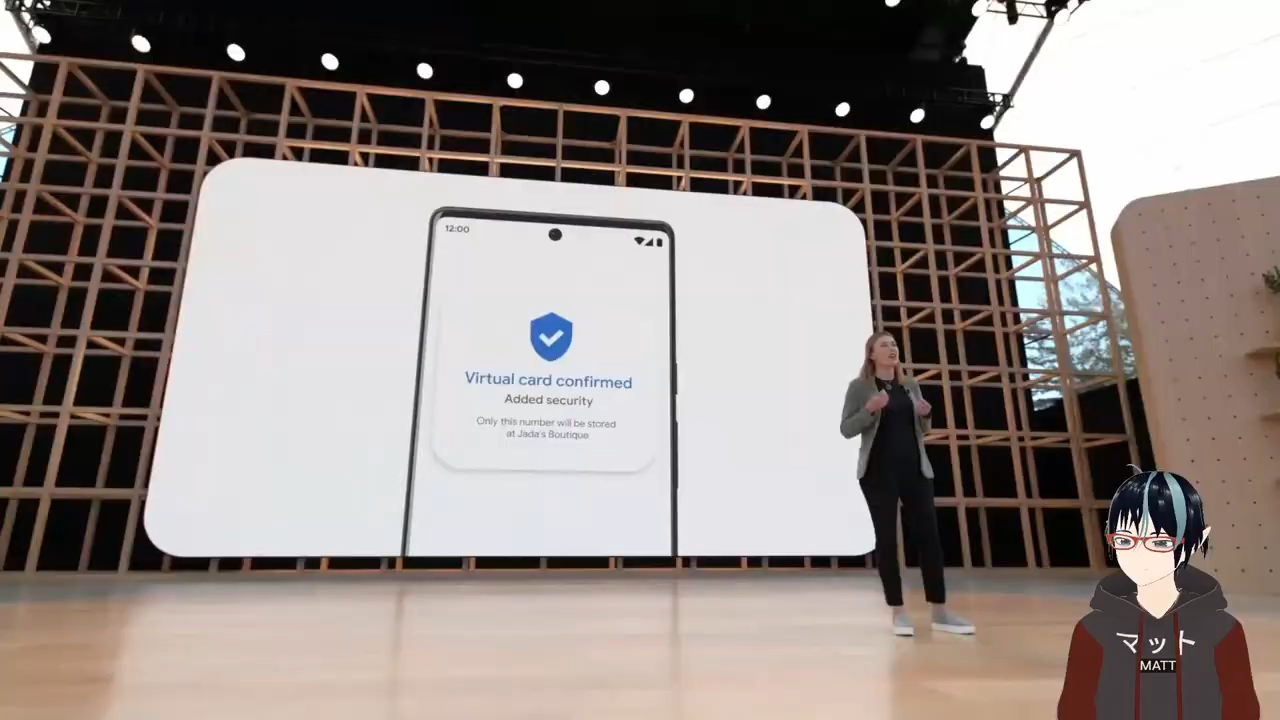 12:00
Virtual card confirmed
Added security
Only this number will be stored
at Jada's Boutique
マット
MATT